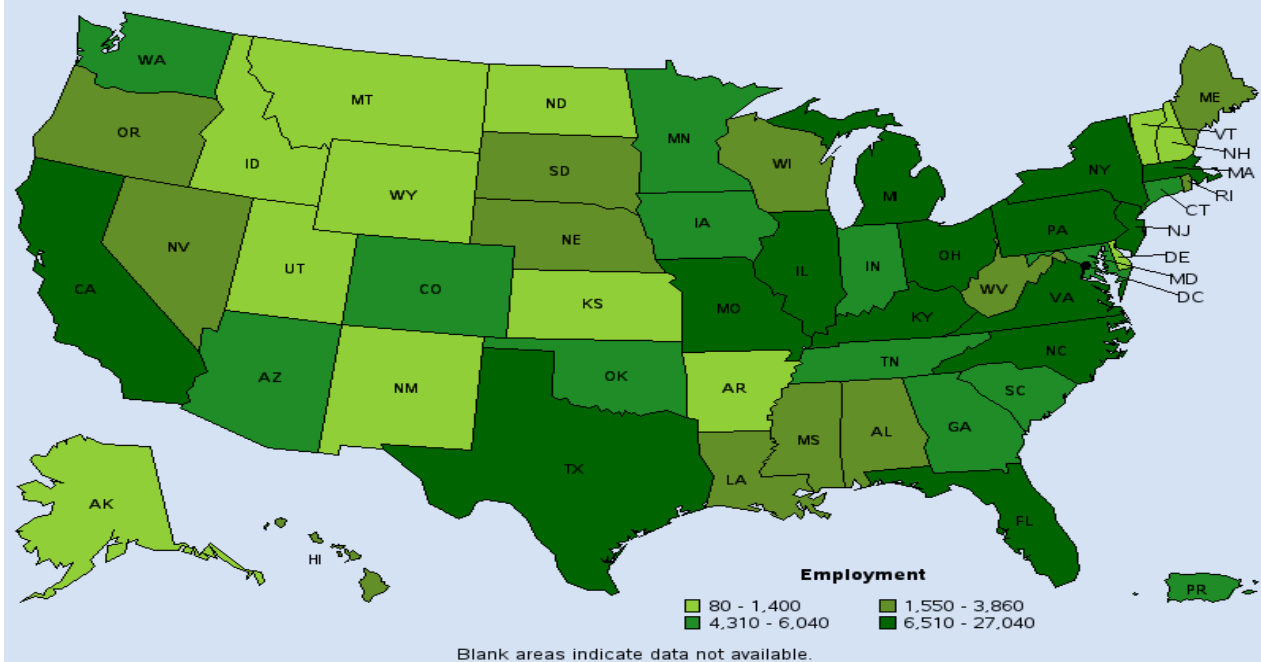 WA
MT
ND
ME
OR
MN
VT
ID
SD
WI
NH
WY
MI
NY
MA
RI
CT
NE
IA
PA
NJ
NV
UT
IL
IN
OH
DE
CA
CO
WV
MD
KS
MO
VA
DC
KY
AZ
NM
OK
AR
TN
NC
SC
MS
AL
GA
TX
LA
AK
FL
HI
PR
Employment
80 - 1,400
1,550 - 3,860
4,310 - 6,040
6,510 - 27,040
Blank areas indicate data not available.